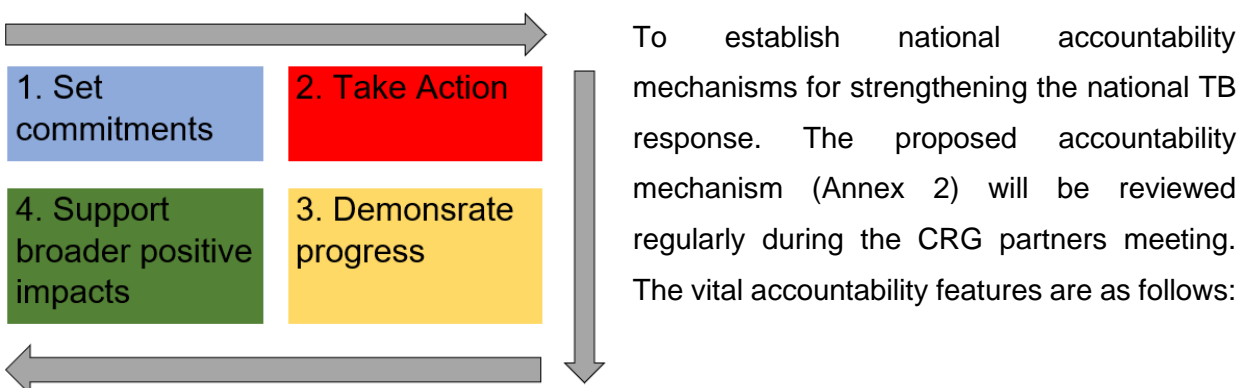 1. Set
commitments
2. Take Action
4. Support
broader positive
impacts
3. Demonsrate
progress
To establish national accountability
mechanisms for strengthening the national TB
response. The proposed accountability
mechanism (Annex 2) will be reviewed
regularly during the CRG partners meeting.
The vital accountability features are as follows: